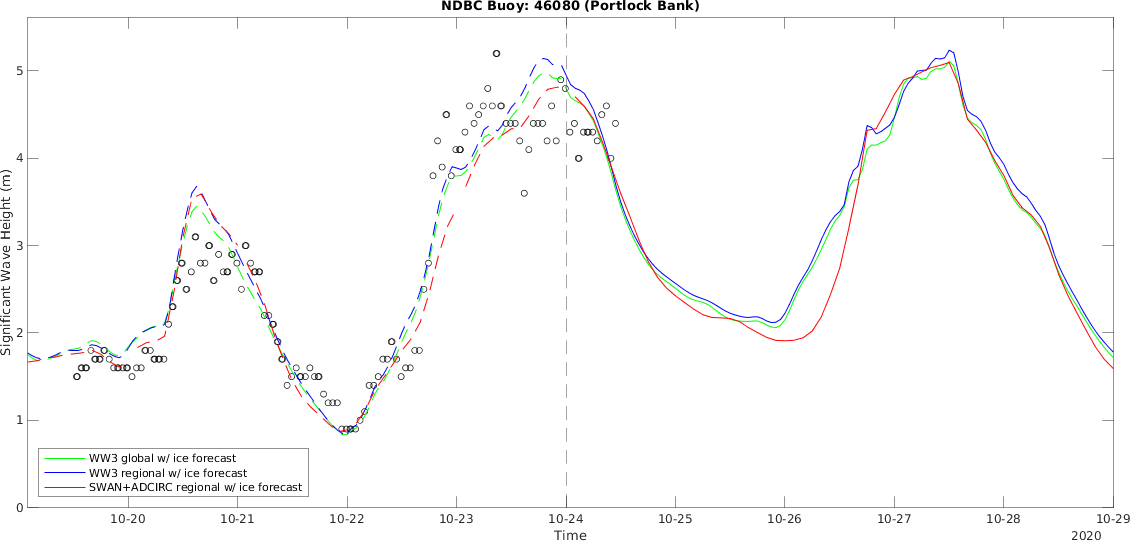 NDBC Buoy: 46080 (Portlock Bank)
Significant Wave Height (m)
5
4
3
2
1
0
WW3 global w/ ice forecast
WW3 regional w/ ice forecast
SWAN+ADCIRC regional w/ ice forecast
10-20 10-21 10-22 10-23 10-24 10-25 10-26 10-27 10-28 10-29
Time
2020